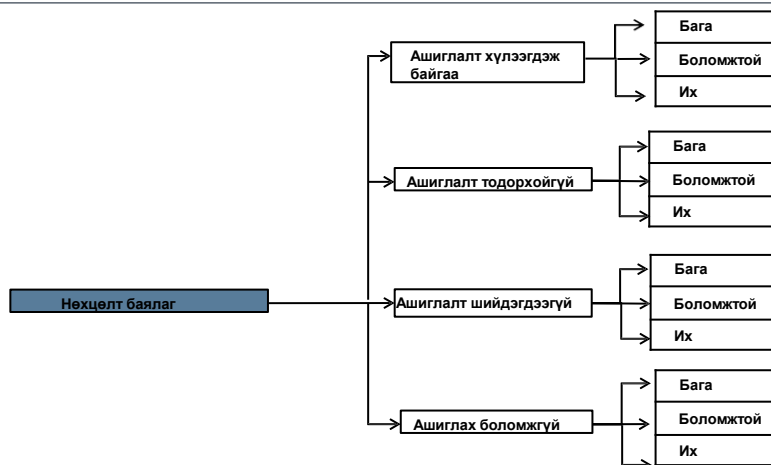 Бага
Ашиглалт хүлээгдэж
байгаа
Боломжтой
Их
Бага
Ашиглалт тодорхойгүй
Боломжтой
Их
Бага
Нөхцөлт баялаг
Ашиглалт шийдэгдээгүй
Боломжтой
Их
Бага
Ашиглах боломжгүй
Боломжтой
Их